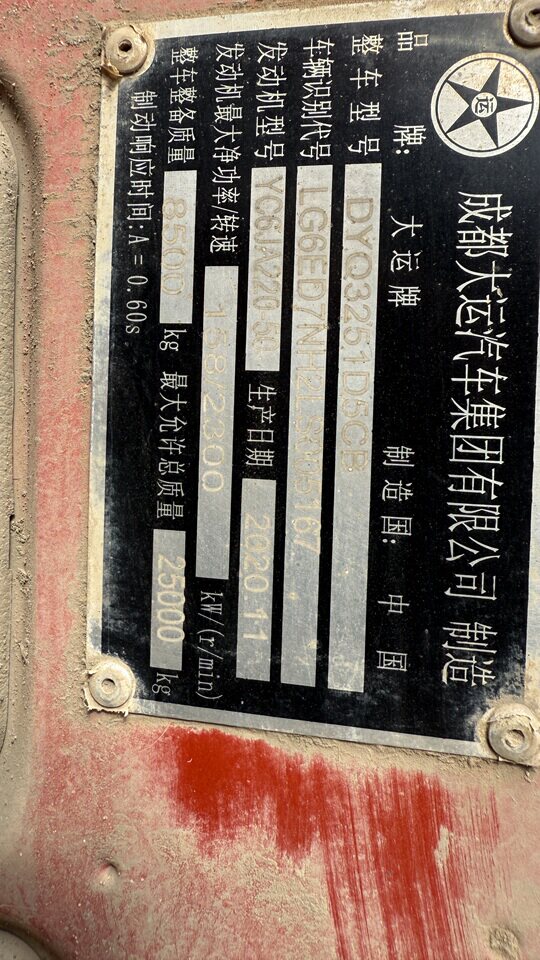 运
成都大运汽车集团有限公司 制造
品牌: 大运牌 制造国: 中国
整车型号 DYQ3251D5CB
车辆识别代号
发动机型号 YC6JA220-50 生产日期 2020.11
发动机最大净功率/转速 158/2300 kW/(r/min)
整车整备质量 8500 kg 最大允许总质量 25000 kg
制动响应时间: A = 0.60s